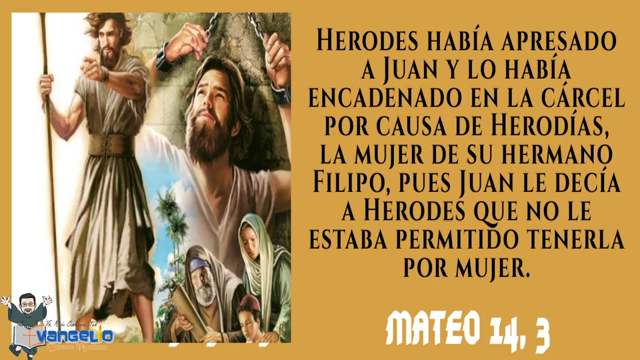 Herodes había apresado
a Juan y lo había
encadenado en la cárcel
por causa de Herodías,
la mujer de su hermano
Filipo, pues Juan le decía
a Herodes que no le
estaba permitido tenerla
por mujer.
Mateo 14, 3
vangelio